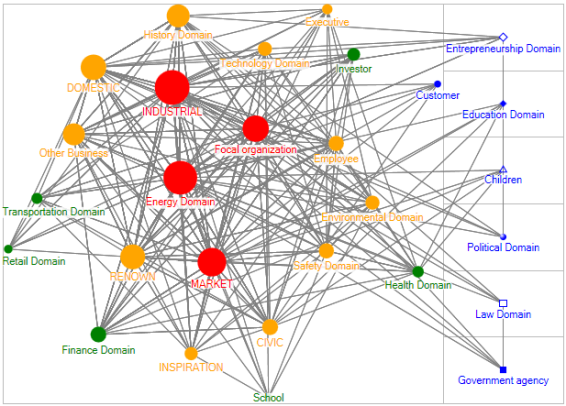 Executive
History Domain
Entrepreneurship Domain
Technology Domain
Investor
DOMESTIC
Customer
INDUSTRIAL
Education Domain
Focal organization
Other Business
Employee
Children
Energy Domain
Transportation Domain
Environmental Domain
Political Domain
Retail Domain
Safety Domain
RENOWN
MARKET
Health Domain
Law Domain
CIVIC
Finance Domain
INSPIRATION
Government agency
School